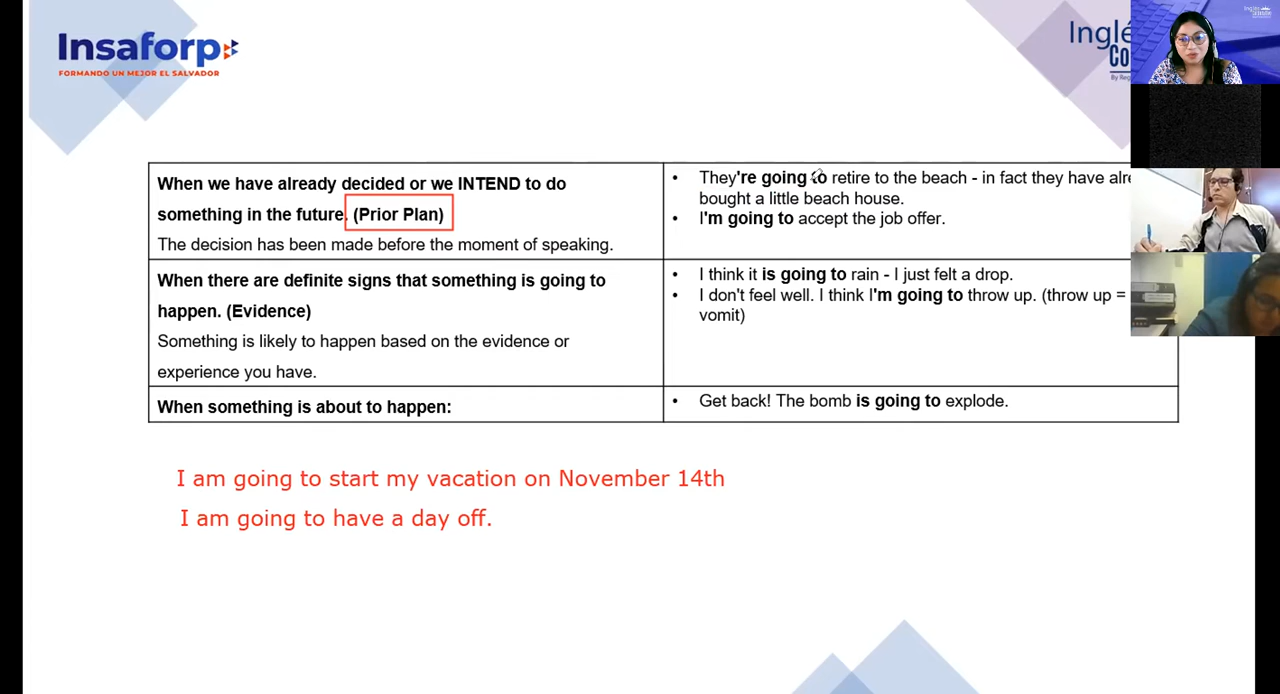 Insaforp
FORMANDO UN MEJOR EL SALVADOR
Inglé
CO
By Reg
When we have already decided or we INTEND to do
something in the future. (Prior Plan)
The decision has been made before the moment of speaking.
• They're going to retire to the beach - in fact they have alre
bought a little beach house.
• I'm going to accept the job offer.
When there are definite signs that something is going to
happen. (Evidence)
Something is likely to happen based on the evidence or
experience you have.
• I think it is going to rain - I just felt a drop.
• I don't feel well. I think I'm going to throw up. (throw up =
vomit)
When something is about to happen:
• Get back! The bomb is going to explode.
I am going to start my vacation on November 14th
I am going to have a day off.